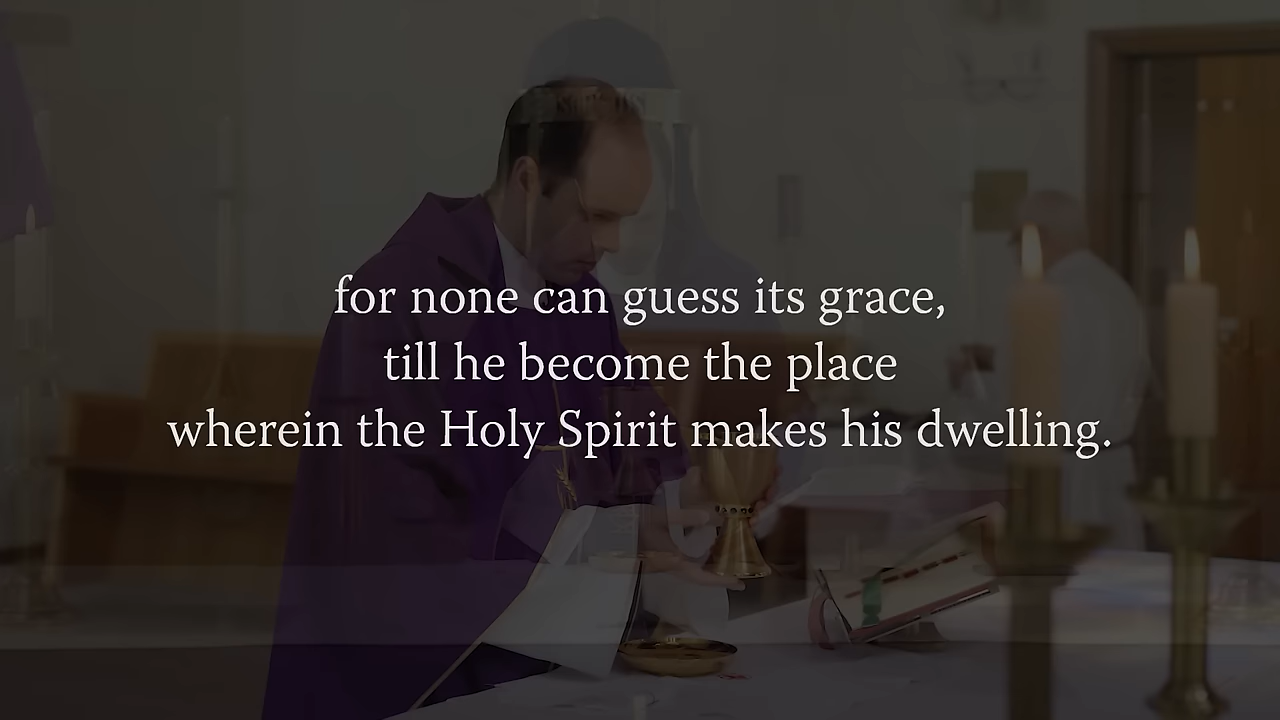 for none can guess its grace,
till he become the place
wherein the Holy Spirit makes his dwelling.